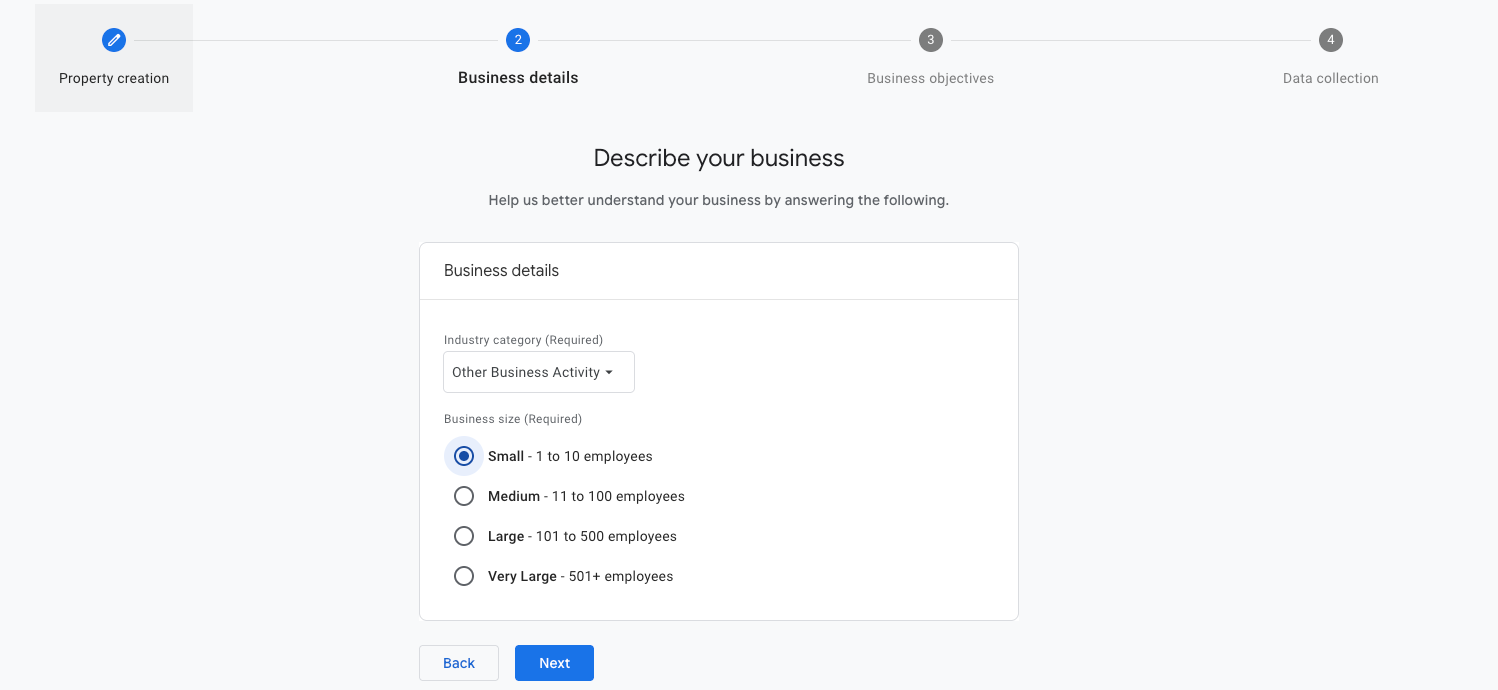 2
3
4
Property creation
Business details
Business objectives
Data collection
Describe your business
Help us better understand your business by answering the following.
Business details
Industry category (Required)
Other Business Activity
Business size (Required)
Small - 1 to 10 employees
Medium - 11 to 100 employees
Large - 101 to 500 employees
Very Large - 501+ employees
Back
Next